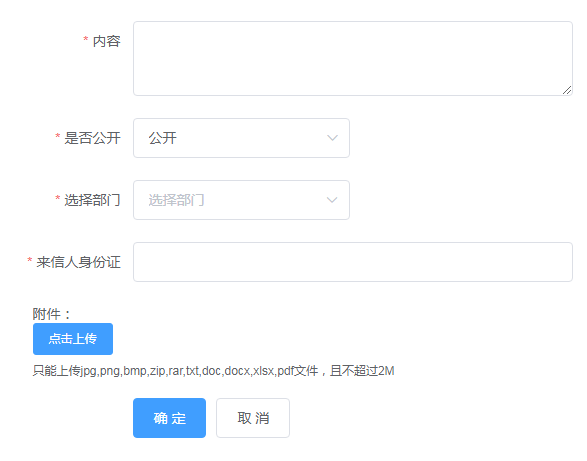 * 内容
* 是否公开 公开
* 选择部门 选择部门
* 来信人身份证
附件：
点击上传
只能上传jpg,png,bmp,zip,rar,txt,doc,docx,xlsx,pdf文件，且不超过2M
确 定 取 消